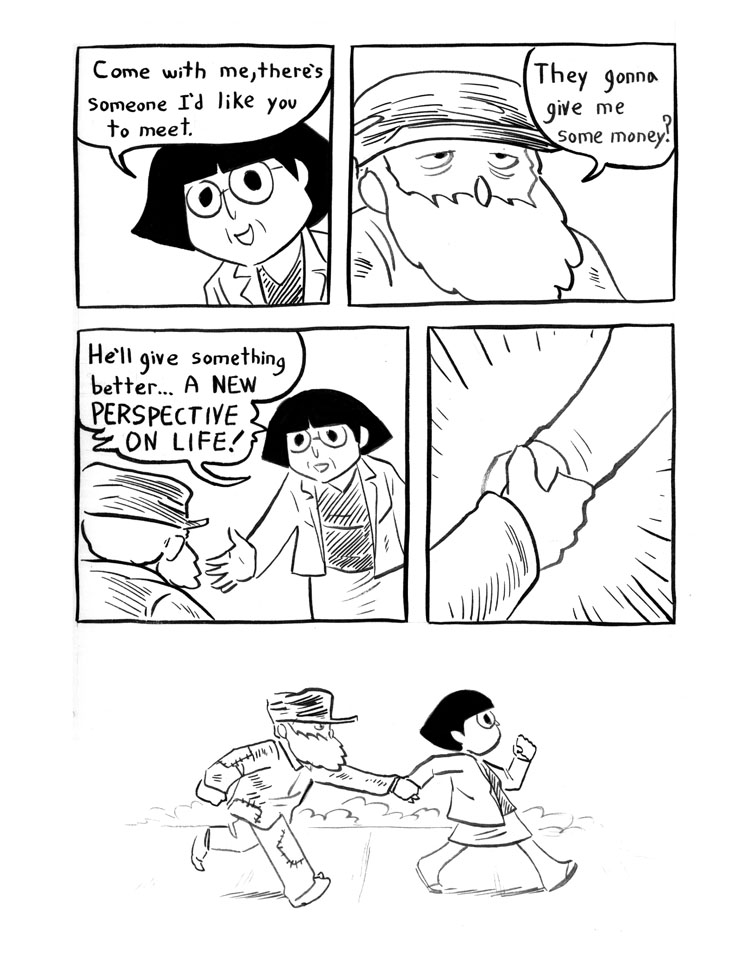 Come with me, there's
someone I'd like you
to meet.
They gonna
give me
some money?
He'll give something
better... A NEW
PERSPECTIVE
ON LIFE!